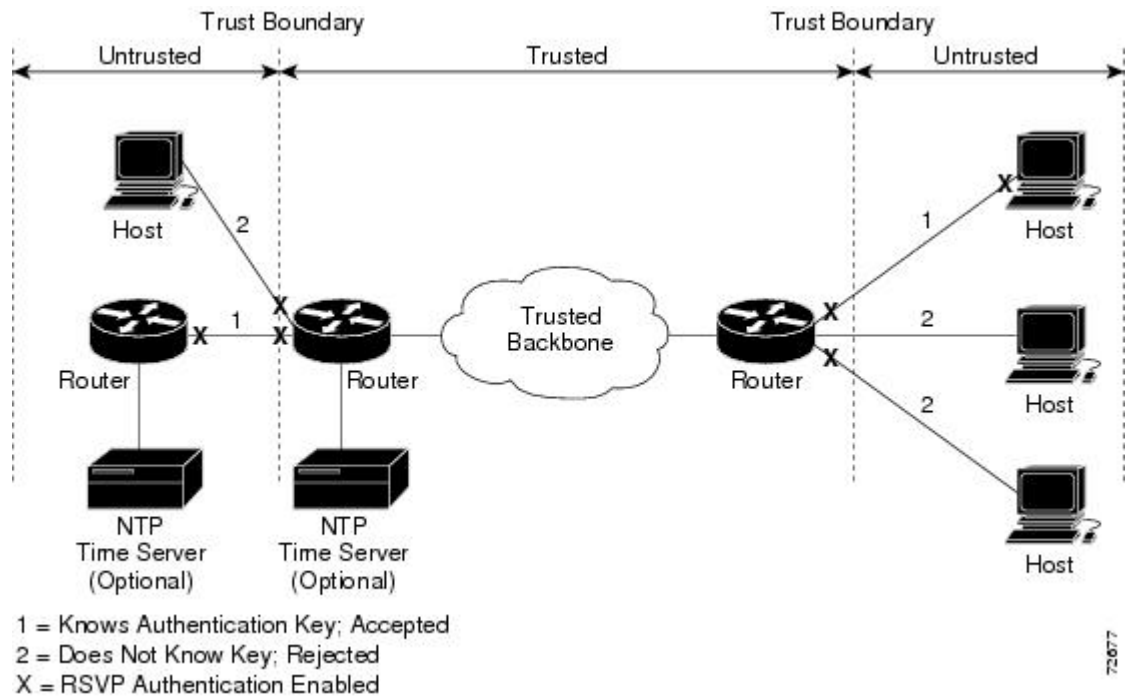 Trust Boundary
Trust Boundary
Untrusted
Trusted
Untrusted
Host
2
1
Router
Router
NTP
Time Server
(Optional)
NTP
Time Server
(Optional)
X
X
X
Trusted
Backbone
Router
X
X
X
1
2
2
Host
Host
Host
1 = Knows Authentication Key; Accepted
2 = Does Not Know Key; Rejected
X = RSVP Authentication Enabled
72677